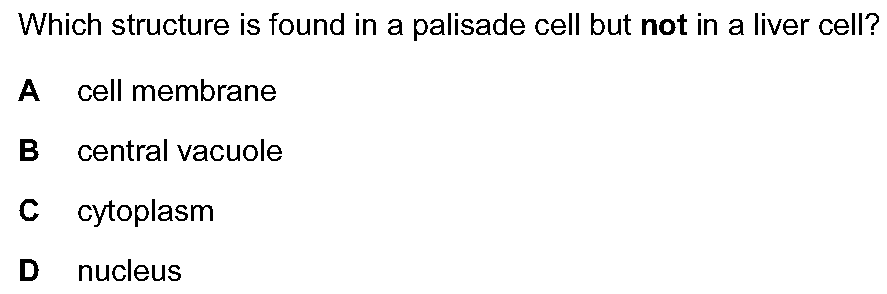 Which structure is found in a palisade cell but not in a liver cell?
A cell membrane
B central vacuole
C cytoplasm
D nucleus